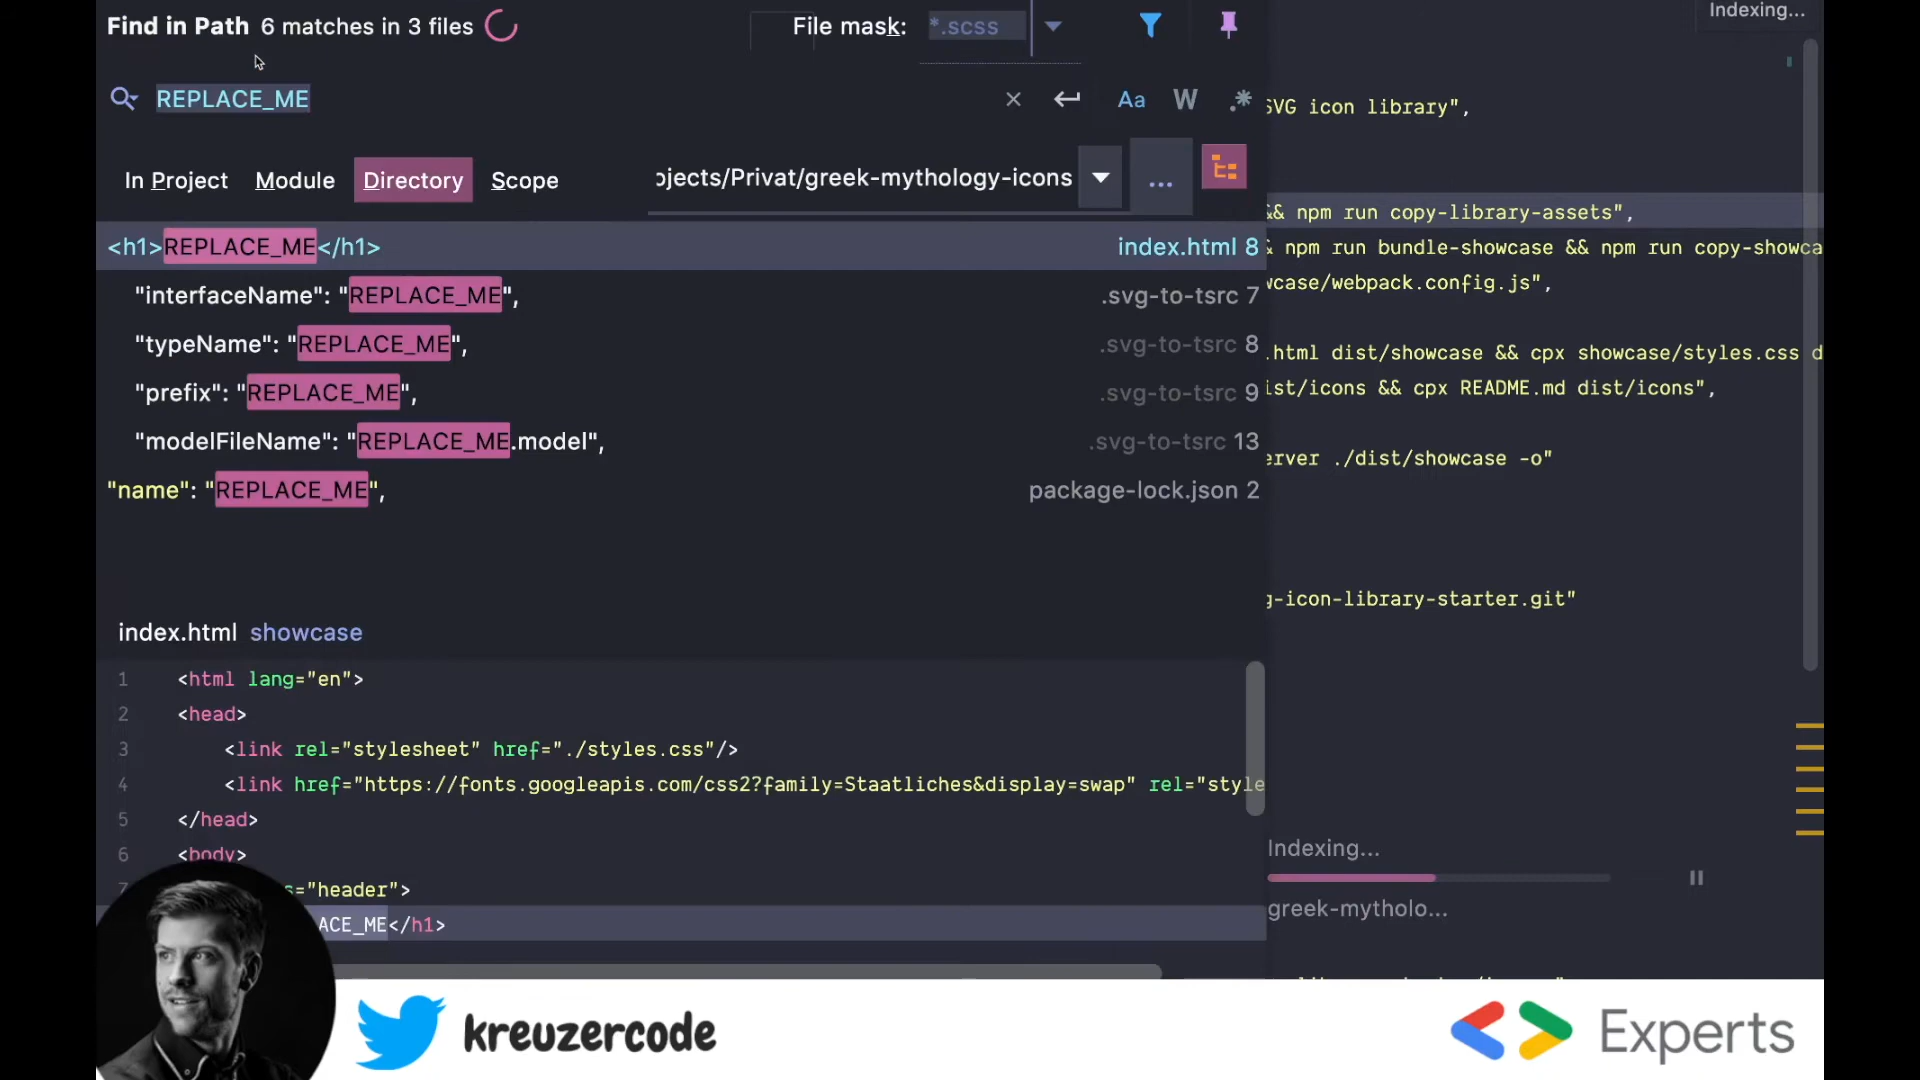 Find in Path 6 matches in 3 files File mask: *.scss
REPLACE_ME Aa W .*
In Project Module Directory Scope ojects/Privat/greek-mythology-icons ...
<h1>REPLACE_ME</h1> index.html 8
"interfaceName": "REPLACE_ME", .svg-to-tsrc 7
"typeName": "REPLACE_ME", .svg-to-tsrc 8
"prefix": "REPLACE_ME", .svg-to-tsrc 9
"modelFileName": "REPLACE_ME.model", .svg-to-tsrc 13
"name": "REPLACE_ME", package-lock.json 2
index.html showcase
1 <html lang="en">
2 <head>
3 <link rel="stylesheet" href="./styles.css"/>
4 <link href="https://fonts.googleapis.com/css2?family=Staatliches&display=swap" rel="style
5 </head>
6 <body>
="header">
ACE_ME</h1>
Indexing...
SVG icon library",
&& npm run copy-library-assets",
& npm run bundle-showcase && npm run copy-showca
wcase/webpack.config.js",
.html dist/showcase && cpx showcase/styles.css d
ist/icons && cpx README.md dist/icons",
erver ./dist/showcase -o"
g-icon-library-starter.git"
Indexing...
greek-mytholo...
kreuzercode
Experts